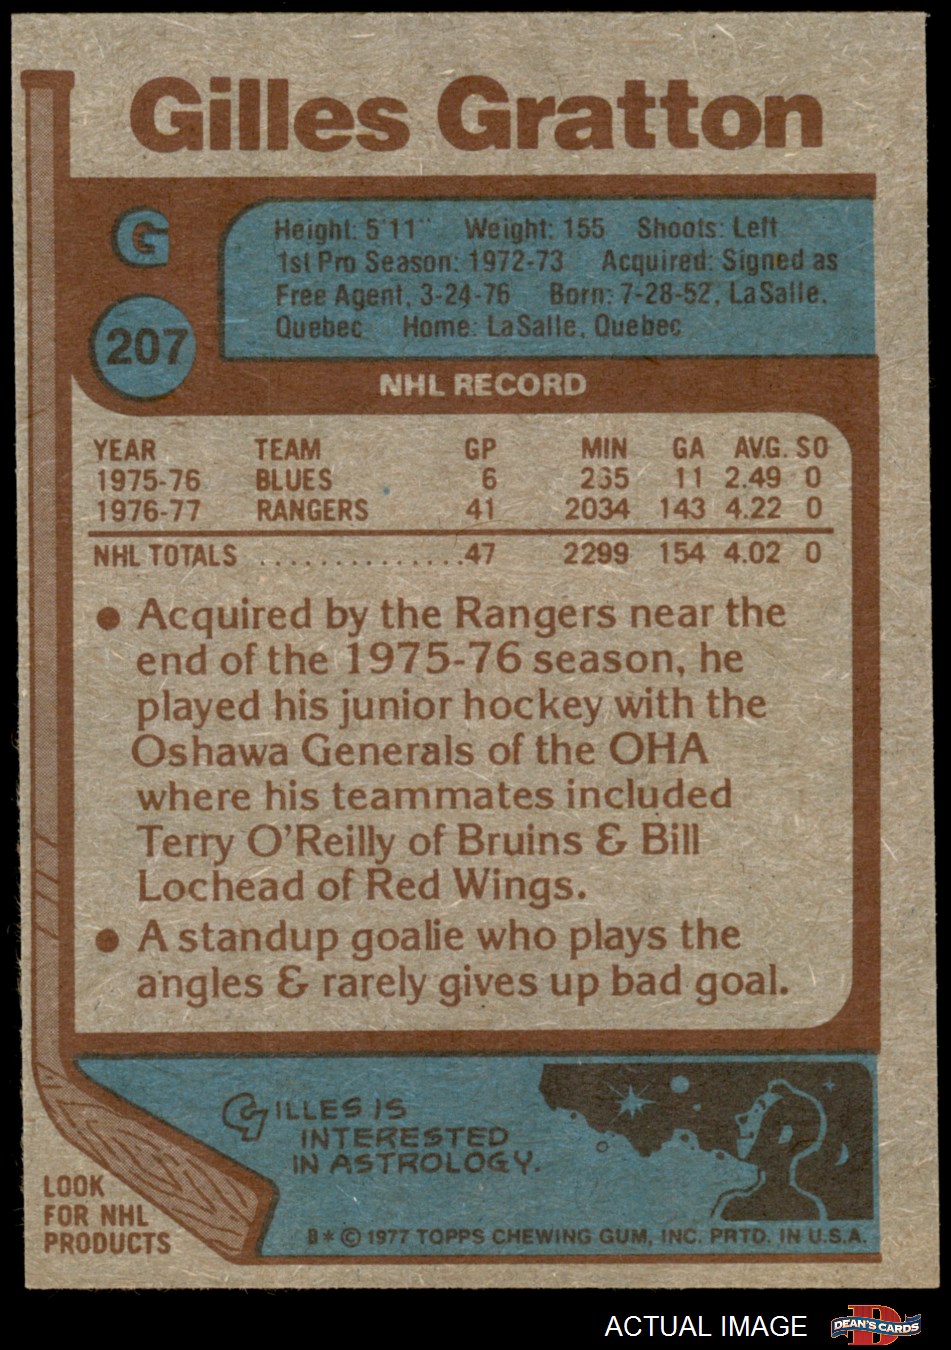 Gilles Gratton
G
207
Height: 5'11" Weight: 155 Shoots: Left
1st Pro Season: 1972-73 Acquired: Signed as
Free Agent, 3-24-76 Born: 7-28-52, LaSalle,
Quebec Home: LaSalle, Quebec
NHL RECORD
YEAR TEAM GP MIN GA AVG. SO
1975-76 BLUES 6 265 11 2.49 0
1976-77 RANGERS 41 2034 143 4.22 0
NHL TOTALS ...............47 2299 154 4.02 0
● Acquired by the Rangers near the
end of the 1975-76 season, he
played his junior hockey with the
Oshawa Generals of the OHA
where his teammates included
Terry O'Reilly of Bruins & Bill
Lochead of Red Wings.
● A standup goalie who plays the
angles & rarely gives up bad goal.
GILLES IS
INTERESTED
IN ASTROLOGY.
LOOK
FOR NHL
PRODUCTS
B * © 1977 TOPPS CHEWING GUM, INC. PRTD. IN U.S.A.
ACTUAL IMAGE
D
DEAN'S CARDS